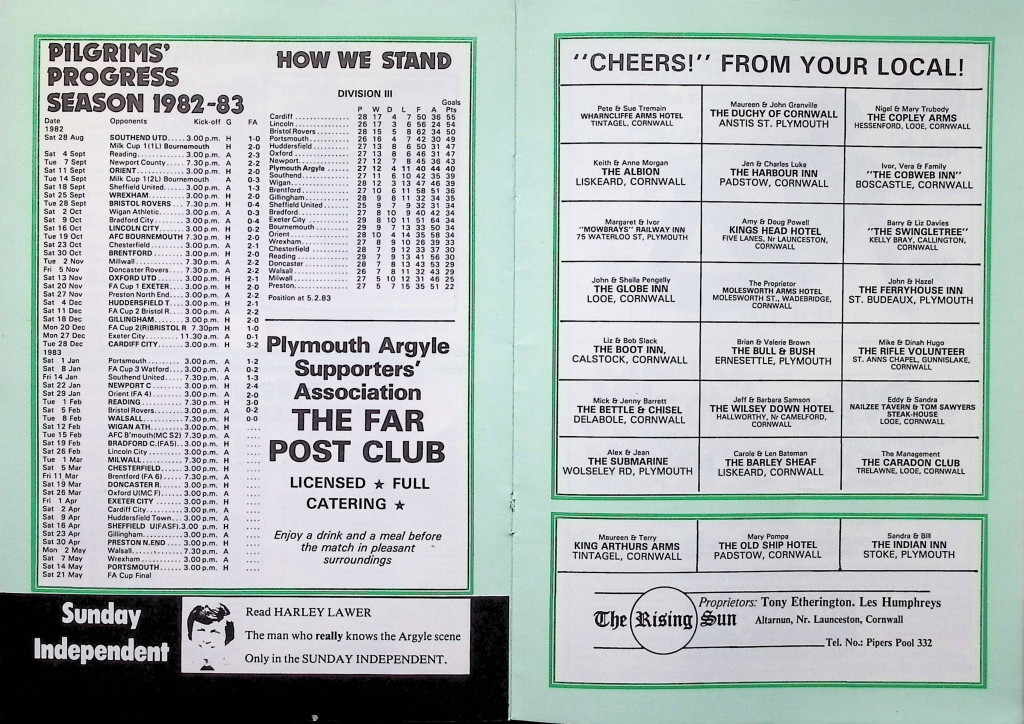 PILGRIMS'
PROGRESS
SEASON 1982-83
Date Opponents Kick-off G FA
1982
Sat 28 Aug SOUTHEND UTD..... 3.00 p.m. H 1-0
Milk Cup 1(1L) Bournemouth H 2-0
Sat 4 Sept Reading............ 3.00 p.m. A 2-3
Tue 7 Sept Newport County .... 7.30 p.m. A 2-2
Sat 11 Sept ORIENT............ 3.00 p.m. H 2-0
Tue 14 Sept Milk Cup 1(2L) Bournemouth A 0-3
Sat 18 Sept Sheffield United..... 3.00 p.m. A 1-3
Sat 25 Sept WREXHAM......... 3.00 p.m. H 2-0
Tue 28 Sept BRISTOL ROVERS .. 7.30 p.m. H 0-4
Sat 2 Oct Wigan Athletic...... 3.00 p.m. A 0-3
Sat 9 Oct Bradford City ....... 3.00 p.m. A 0-4
Sat 16 Oct LINCOLN CITY...... 3.00 p.m. H 0-2
Tue 19 Oct AFC BOURNEMOUTH 7.30 p.m. H 2-0
Sat 23 Oct Chesterfield ........ 3.00 p.m. A 2-1
Sat 30 Oct BRENTFORD........ 3.00 p.m. H 2-0
Tue 2 Nov Millwall............. 7.30 p.m. A 2-2
Fri 5 Nov Doncaster Rovers ... 7.30 p.m. A 2-2
Sat 13 Nov OXFORD UTD ...... 3.00 p.m. H 2-1
Sat 20 Nov FA Cup 1 EXETER.... 3.00 p.m. H 2-0
Sat 27 Nov Preston North End... 3.00 p.m. A 2-2
Sat 4 Dec HUDDERSFIELD T... 3.00 p.m. H 2-1
Sat 11 Dec FA Cup 2 Bristol R... 3.00 p.m. A 2-2
Sat 18 Dec GILLINGHAM....... 3.00 p.m. H 2-0
Mon 20 Dec FA Cup 2(R)BRISTOL R 7.30pm H 1-0
Mon 27 Dec Exeter City......... 11.30 a.m. A 0-1
Tue 28 Dec CARDIFF CITY...... 3.00 p.m. H 3-2
1983
Sat 1 Jan Portsmouth......... 3.00 p.m. A 1-2
Sat 8 Jan FA Cup 3 Watford.... 3.00 p.m. A 0-2
Fri 14 Jan Southend United .... 7.30 p.m. A 1-3
Sat 22 Jan NEWPORT C ....... 3.00 p.m. H 2-4
Sat 29 Jan Orient (FA 4)....... 3.00 p.m. A 2-0
Tue 1 Feb READING.......... 7.30 p.m. H 3-0
Sat 5 Feb Bristol Rovers....... 3.00 p.m. A 0-2
Tue 8 Feb WALSALL ......... 7.30 p.m. H 0-0
Sat 12 Feb WIGAN ATH ....... 3.00 p.m. H ....
Tue 15 Feb AFC B'mouth(MC S2) 7.30 p.m. A ....
Sat 19 Feb BRADFORD C.(FA5).. 3.00 p.m. H ....
Sat 26 Feb Lincoln City......... 3.00 p.m. A ....
Tue 1 Mar MILLWALL......... 7.30 p.m. H ....
Sat 5 Mar CHESTERFIELD..... 3.00 p.m. H ....
Fri 11 Mar Brentford (FA 6)..... 7.30 p.m. A ....
Sat 19 Mar DONCASTER R...... 3.00 p.m. H ....
Sat 26 Mar Oxford U(MC F)..... 3.00 p.m. A ....
Fri 1 Apr EXETER CITY ...... 3.00 p.m. H ....
Sat 2 Apr Cardiff City......... 3.00 p.m. A ....
Sat 9 Apr Huddersfield Town... 3.00 p.m. A ....
Sat 16 Apr SHEFFIELD U(FASF).3.00 p.m. H ....
Sat 23 Apr Gillingham......... 3.00 p.m. A ....
Sat 30 Apr PRESTON N.END .... 3.00 p.m. H ....
Mon 2 May Walsall............. 7.30 p.m. A ....
Sat 7 May Wrexham.......... 3.00 p.m. A ....
Sat 14 May PORTSMOUTH ..... 3.00 p.m. H ....
Sat 21 May FA Cup Final
HOW WE STAND
DIVISION III
Goals
P W D L F A Pts
Cardiff ............ 28 17 4 7 50 36 55
Lincoln............ 26 17 3 6 56 24 54
Bristol Rovers ..... 28 15 5 8 62 34 50
Portsmouth ....... 26 16 4 7 42 30 49
Huddersfield ...... 27 13 8 6 50 31 47
Oxford............ 27 13 8 6 46 31 47
Newport........... 27 12 7 8 45 36 43
Plymouth Argyle ... 27 12 4 11 40 44 40
Southend......... 27 11 6 10 42 35 39
Wigan............ 28 12 3 13 47 46 39
Brentford ......... 27 10 6 11 58 51 36
Gillingham ........ 28 9 8 11 32 34 35
Sheffield United .... 25 9 7 9 32 31 34
Bradford.......... 27 8 10 9 40 42 34
Exeter City ........ 29 8 10 11 51 64 34
Bournemouth ..... 29 9 7 13 33 50 34
Orient............ 28 10 4 14 35 58 34
Wrexham......... 27 8 9 10 26 39 33
Chesterfield ....... 28 7 9 12 33 37 30
Reading .......... 29 7 9 13 41 56 30
Doncaster ........ 28 7 8 13 43 53 29
Walsall ........... 26 7 8 11 32 43 29
Millwall........... 27 5 10 12 31 46 25
Preston........... 27 5 7 15 35 51 22
Position at 5.2.83
Plymouth Argyle
Supporters'
Association
THE FAR
POST CLUB
LICENSED ★ FULL
CATERING ★
Enjoy a drink and a meal before
the match in pleasant
surroundings
Sunday
Independent
Read HARLEY LAWER
The man who really knows the Argyle scene
Only in the SUNDAY INDEPENDENT.
"CHEERS!" FROM YOUR LOCAL!
Pete & Sue Tremain
WHARNCLIFFE ARMS HOTEL
TINTAGEL, CORNWALL
Maureen & John Granville
THE DUCHY OF CORNWALL
ANSTIS ST. PLYMOUTH
Nigel & Mary Trubody
THE COPLEY ARMS
HESSENFORD, LOOE, CORNWALL
Keith & Anne Morgan
THE ALBION
LISKEARD, CORNWALL
Jen & Charles Luke
THE HARBOUR INN
PADSTOW, CORNWALL
Ivor, Vera & Family
"THE COBWEB INN"
BOSCASTLE, CORNWALL
Margaret & Ivor
"MOWBRAYS" RAILWAY INN
75 WATERLOO ST, PLYMOUTH
Amy & Doug Powell
KINGS HEAD HOTEL
FIVE LANES, Nr LAUNCESTON,
CORNWALL
Barry & Liz Davies
"THE SWINGLETREE"
KELLY BRAY, CALLINGTON,
CORNWALL
John & Sheila Pengelly
THE GLOBE INN
LOOE, CORNWALL
The Proprietor
MOLESWORTH ARMS HOTEL
MOLESWORTH ST., WADEBRIDGE,
CORNWALL
John & Hazel
THE FERRYHOUSE INN
ST. BUDEAUX, PLYMOUTH
Liz & Bob Slack
THE BOOT INN,
CALSTOCK, CORNWALL
Brian & Valerie Brown
THE BULL & BUSH
ERNESETTLE, PLYMOUTH
Mike & Dinah Hugo
THE RIFLE VOLUNTEER
ST. ANNS CHAPEL, GUNNISLAKE,
CORNWALL
Mick & Jenny Barrett
THE BETTLE & CHISEL
DELABOLE, CORNWALL
Jeff & Barbara Samson
THE WILSEY DOWN HOTEL
HALLWORTHY, Nr CAMELFORD,
CORNWALL
Eddy & Sandra
NAILZEE TAVERN & TOM SAWYERS
STEAK-HOUSE
LOOE, CORNWALL
Alex & Jean
THE SUBMARINE
WOLSELEY RD, PLYMOUTH
Carole & Len Bateman
THE BARLEY SHEAF
LISKEARD, CORNWALL
The Management
THE CARADON CLUB
TRELAWNE, LOOE, CORNWALL
Maureen & Terry
KING ARTHURS ARMS
TINTAGEL, CORNWALL
Mary Pompa
THE OLD SHIP HOTEL
PADSTOW, CORNWALL
Sandra & Bill
THE INDIAN INN
STOKE, PLYMOUTH
The Rising Sun
Proprietors: Tony Etherington. Les Humphreys
Altarnun, Nr. Launceston, Cornwall
Tel. No.: Pipers Pool 332